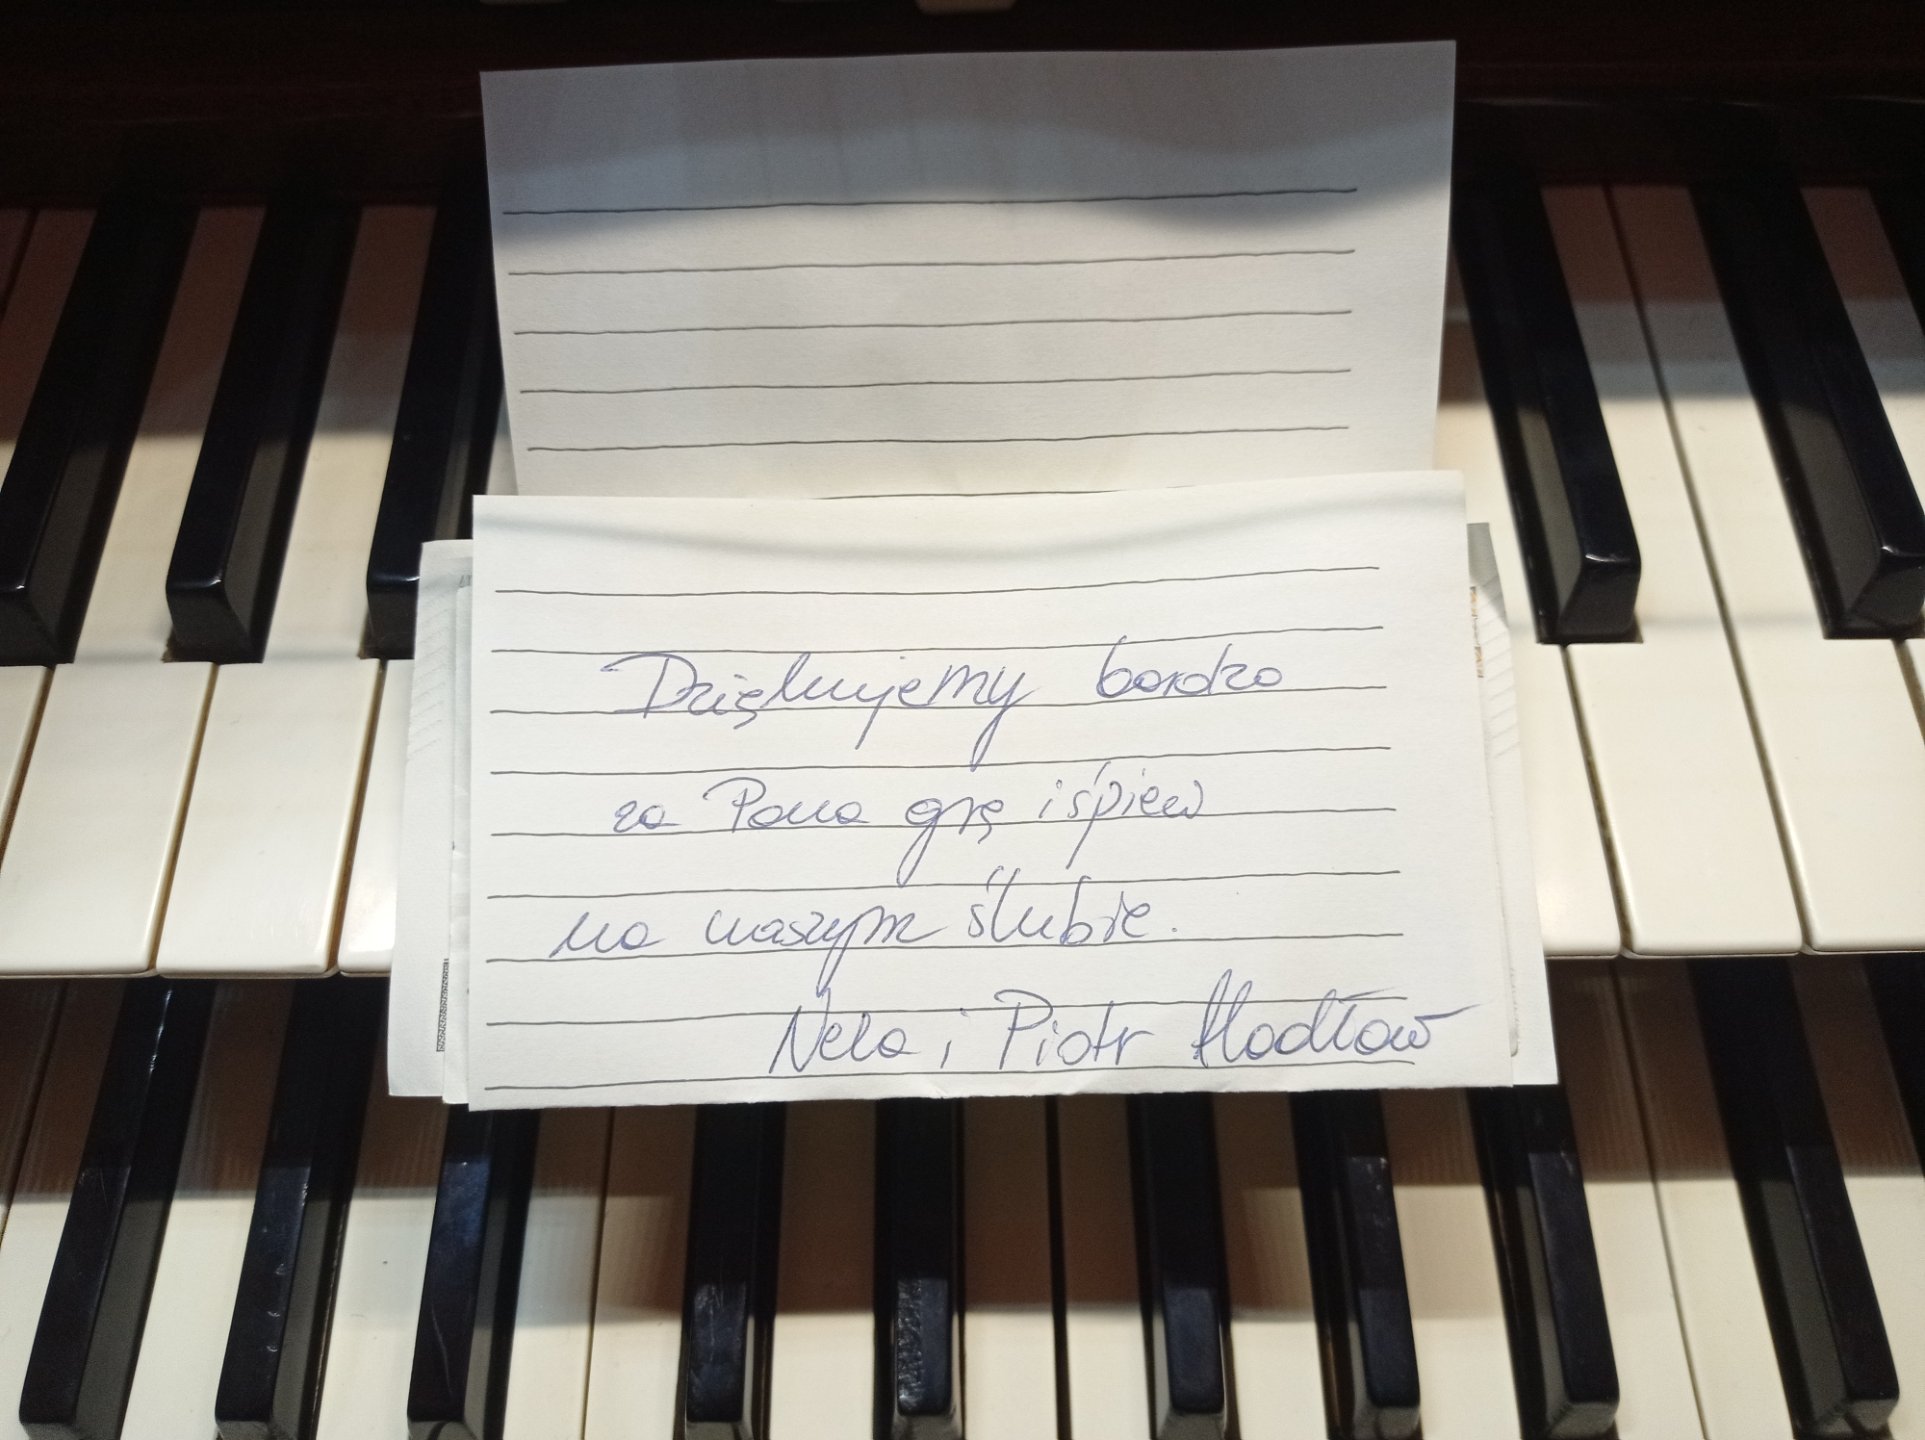 Dziękujemy bardzo
za Pana grę i śpiew
na naszym ślubie.
Nela i Piotr